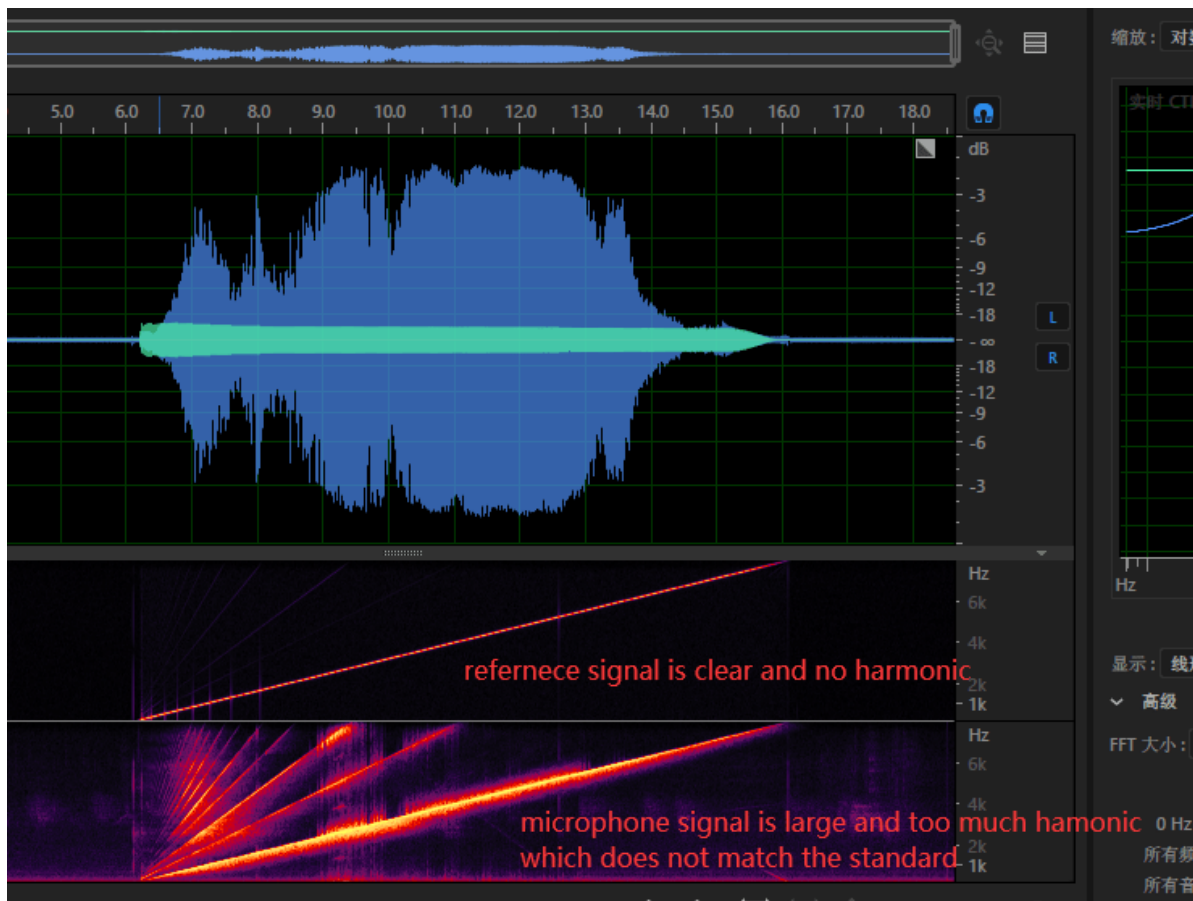 缩放：
5.0 6.0 7.0 8.0 9.0 10.0 11.0 12.0 13.0 14.0 15.0 16.0 17.0 18.0
实时
dB
-3
-6
-9
-12
-18
L
-∞
R
-18
-12
-9
-6
-3
Hz
Hz
6k
4k
显示：
refernece signal is clear and no harmonic
2k
高级
1k
Hz
FFT 大小：
6k
4k
microphone signal is large and too much hamonic
0 Hz
2k
which does not match the standard
1k
所有
所有